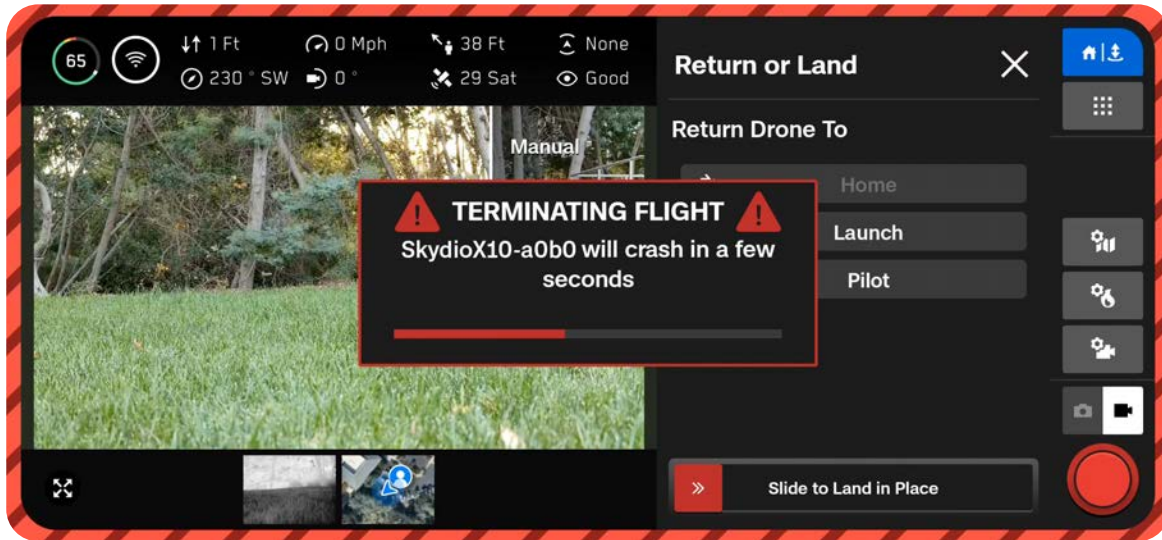 65
1 Ft
0 Mph
38 Ft
None
230 ° SW
0 °
29 Sat
Good
Manual
Return or Land
Return Drone To
Home
Launch
Pilot
TERMINATING FLIGHT
SkydioX10-a0b0 will crash in a few
seconds
Slide to Land in Place